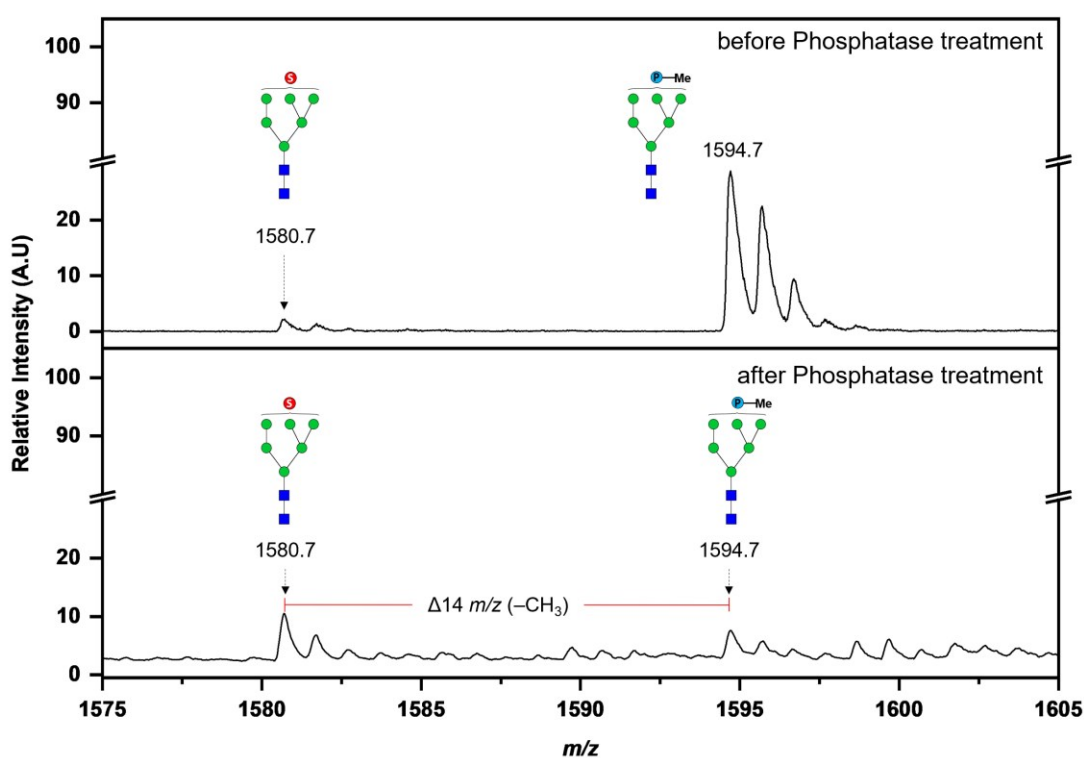 before Phosphatase treatment
100
90
20
10
0
S
P Me
1594.7
1580.7
Relative Intensity (A.U)
after Phosphatase treatment
100
90
20
10
0
S
P Me
1580.7
1594.7
Δ14 m/z (–CH₃)
1575 1580 1585 1590 1595 1600 1605
m/z